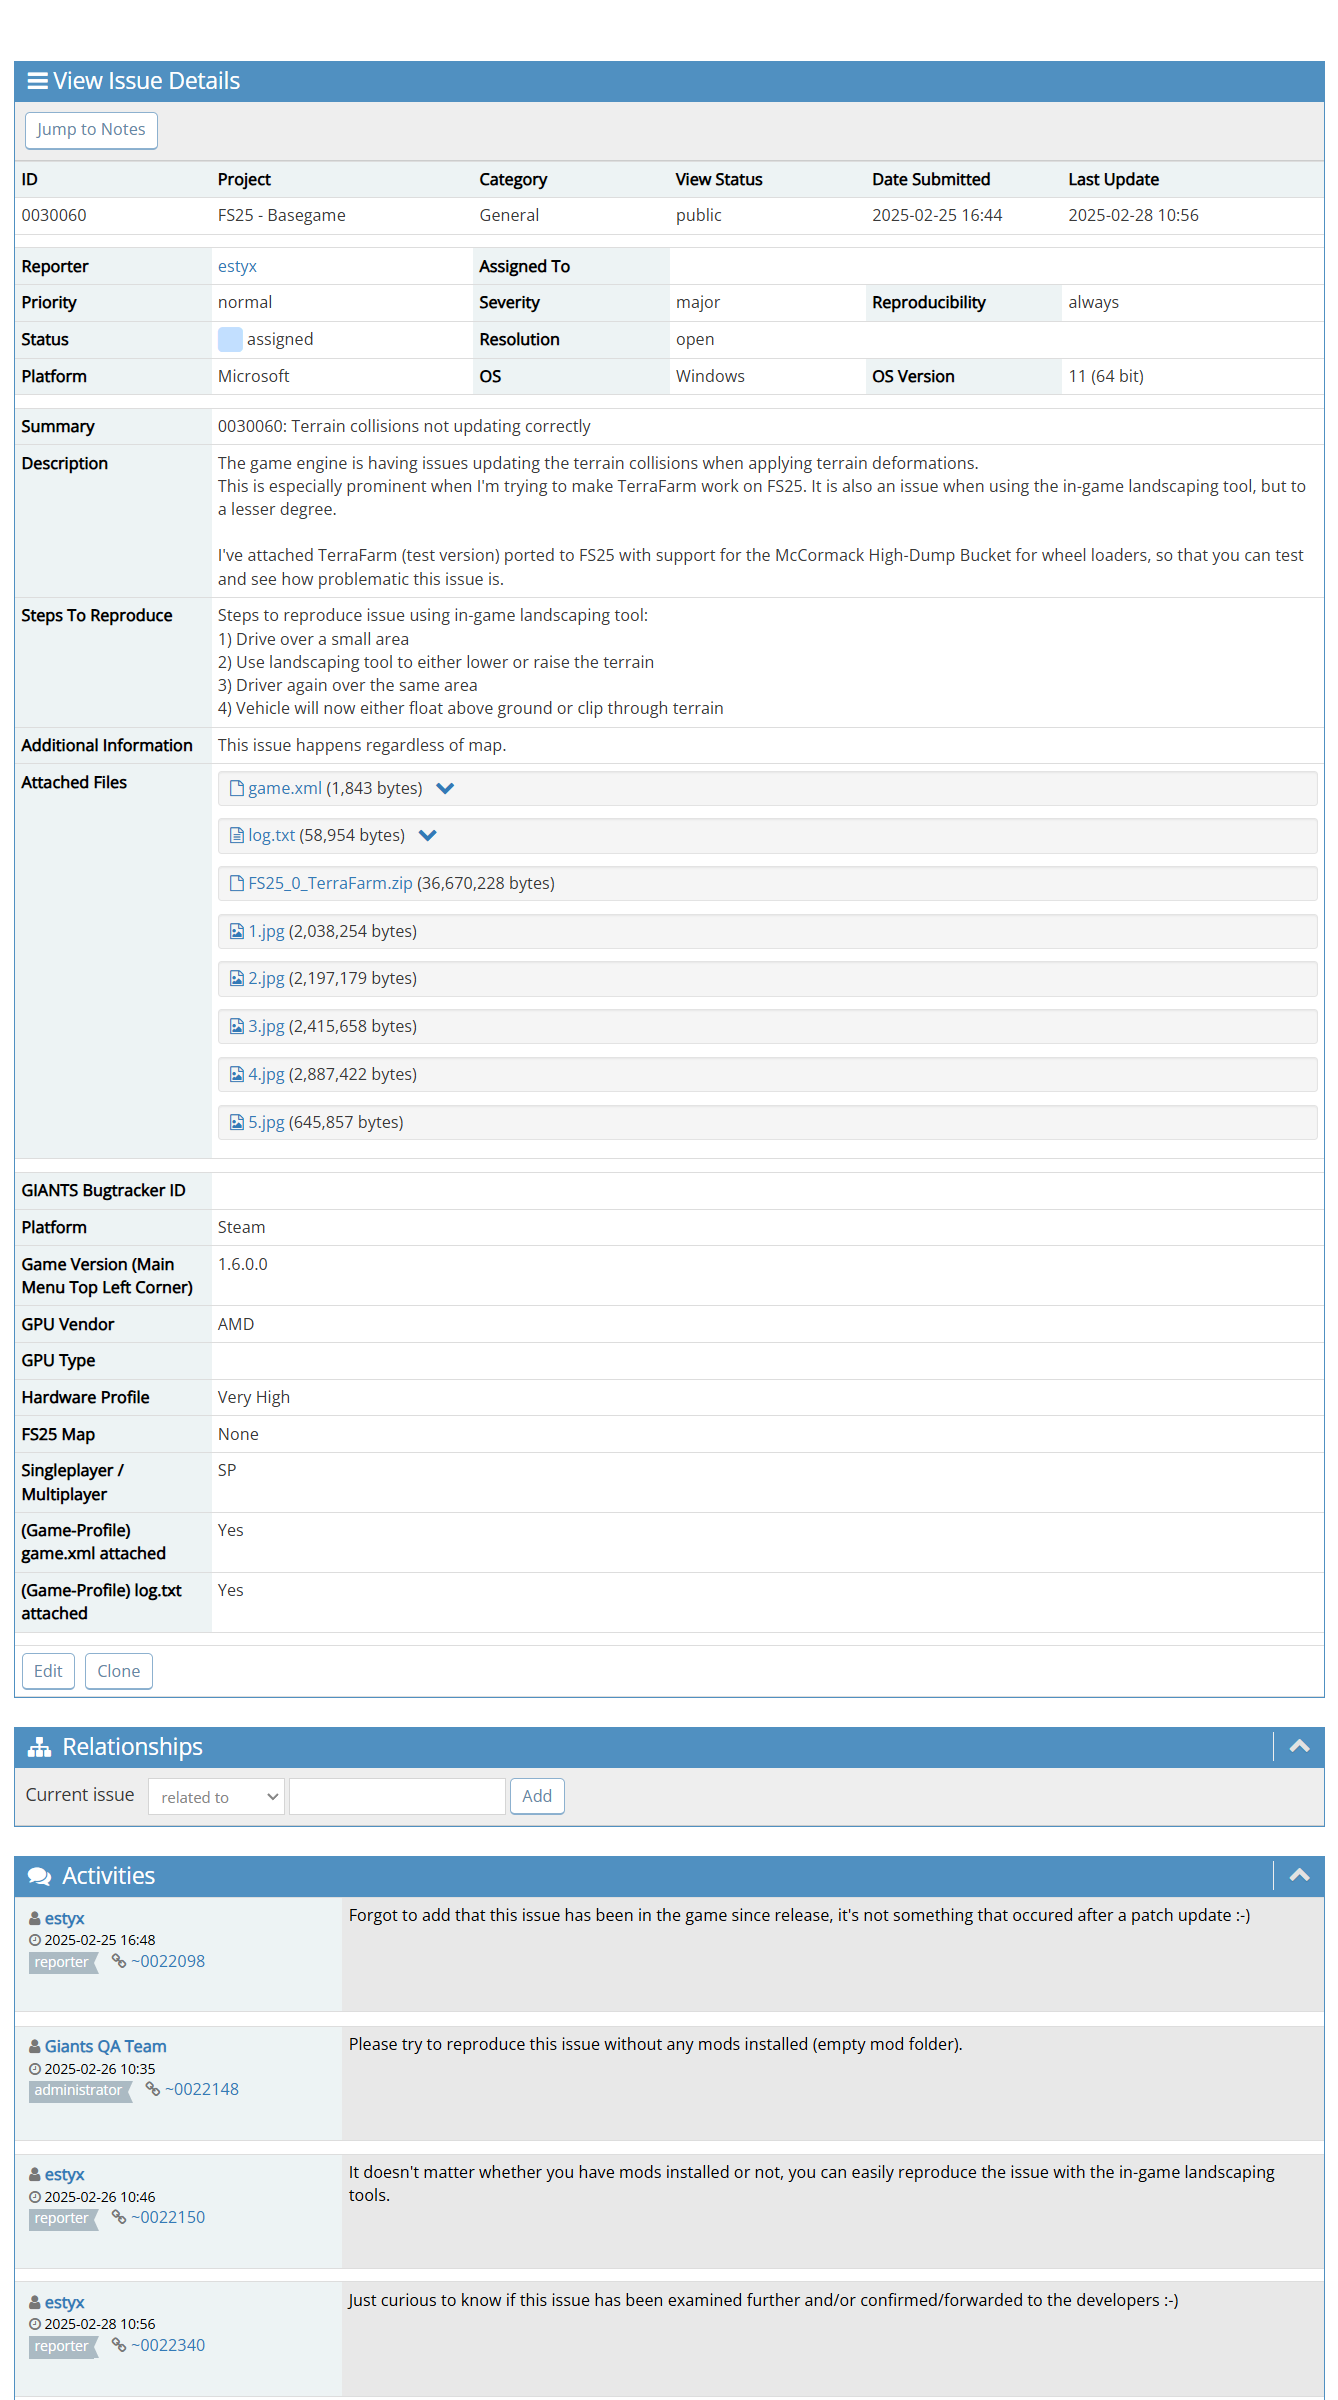 View Issue Details
Jump to Notes
ID Project Category View Status Date Submitted Last Update
0030060 FS25 - Basegame General public 2025-02-25 16:44 2025-02-28 10:56
Reporter estyx Assigned To
Priority normal Severity major Reproducibility always
Status assigned Resolution open
Platform Microsoft OS Windows OS Version 11 (64 bit)
Summary 0030060: Terrain collisions not updating correctly
Description The game engine is having issues updating the terrain collisions when applying terrain deformations.
This is especially prominent when I'm trying to make TerraFarm work on FS25. It is also an issue when using the in-game landscaping tool, but to
a lesser degree.
I've attached TerraFarm (test version) ported to FS25 with support for the McCormack High-Dump Bucket for wheel loaders, so that you can test
and see how problematic this issue is.
Steps To Reproduce Steps to reproduce issue using in-game landscaping tool:
1) Drive over a small area
2) Use landscaping tool to either lower or raise the terrain
3) Driver again over the same area
4) Vehicle will now either float above ground or clip through terrain
Additional Information This issue happens regardless of map.
Attached Files game.xml (1,843 bytes)
log.txt (58,954 bytes)
FS25_0_TerraFarm.zip (36,670,228 bytes)
1.jpg (2,038,254 bytes)
2.jpg (2,197,179 bytes)
3.jpg (2,415,658 bytes)
4.jpg (2,887,422 bytes)
5.jpg (645,857 bytes)
GIANTS Bugtracker ID
Platform Steam
Game Version (Main 1.6.0.0
Menu Top Left Corner)
GPU Vendor AMD
GPU Type
Hardware Profile Very High
FS25 Map None
Singleplayer / SP
Multiplayer
(Game-Profile) Yes
game.xml attached
(Game-Profile) log.txt Yes
attached
Edit Clone
Relationships
Current issue related to Add
Activities
estyx Forgot to add that this issue has been in the game since release, it's not something that occured after a patch update :-)
2025-02-25 16:48
reporter ~0022098
Giants QA Team Please try to reproduce this issue without any mods installed (empty mod folder).
2025-02-26 10:35
administrator ~0022148
estyx It doesn't matter whether you have mods installed or not, you can easily reproduce the issue with the in-game landscaping
2025-02-26 10:46 tools.
reporter ~0022150
estyx Just curious to know if this issue has been examined further and/or confirmed/forwarded to the developers :-)
2025-02-28 10:56
reporter ~0022340